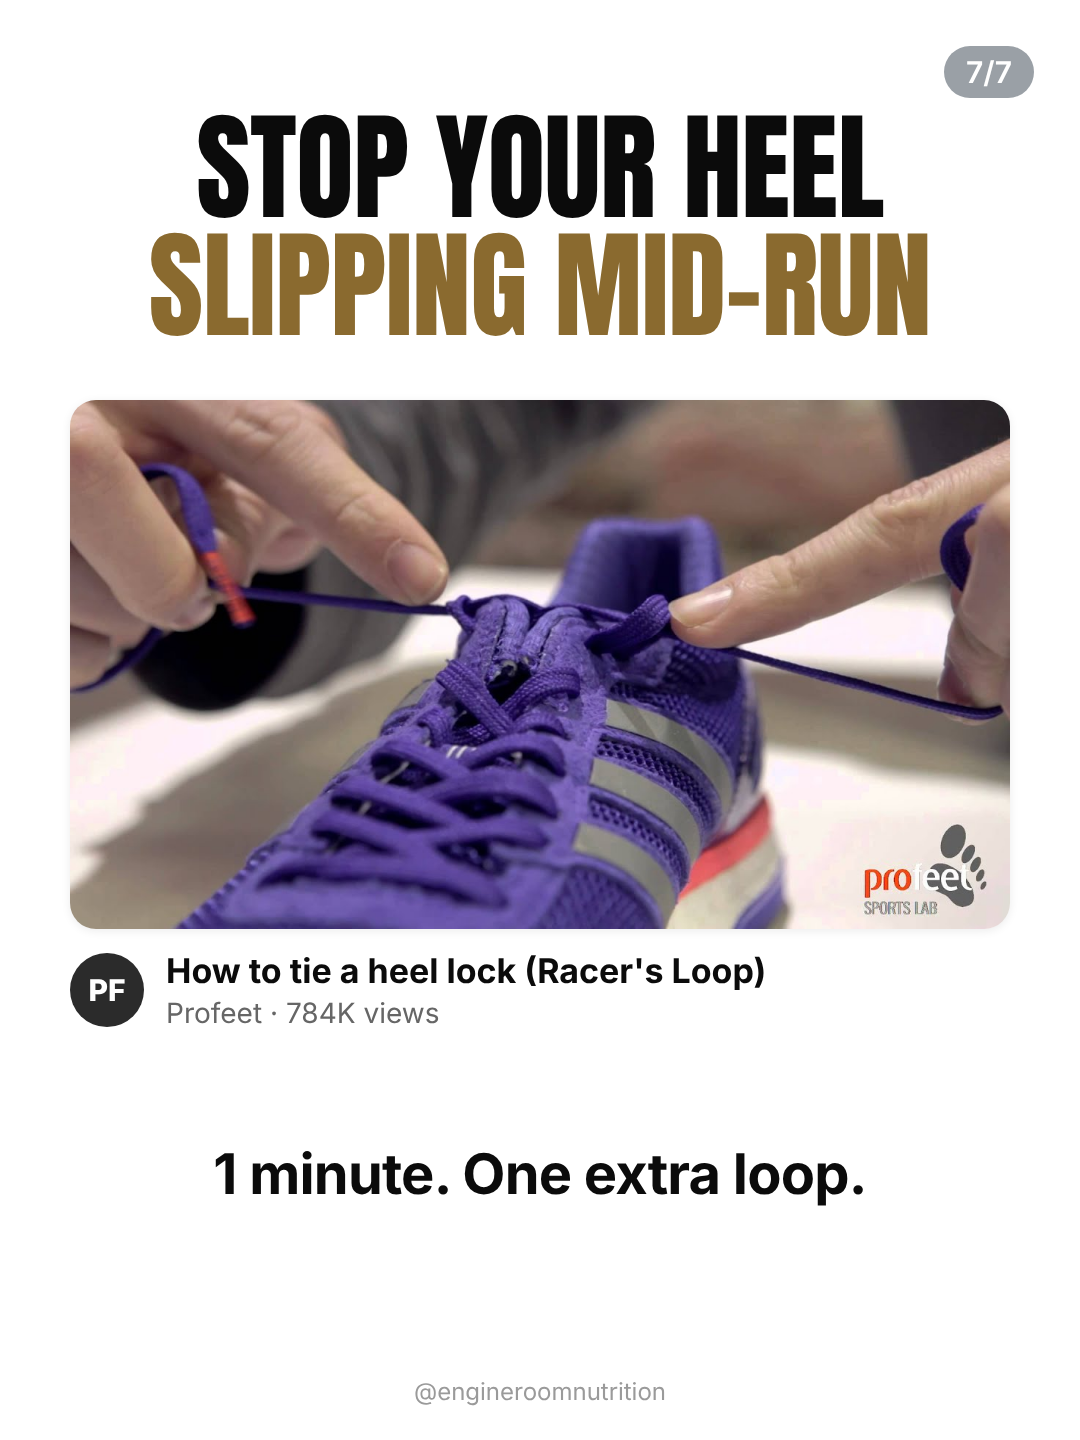 7/7
STOP YOUR HEEL
SLIPPING MID-RUN
profeet
SPORTS LAB
PF
How to tie a heel lock (Racer's Loop)
Profeet · 784K views
1 minute. One extra loop.
@engineroomnutrition